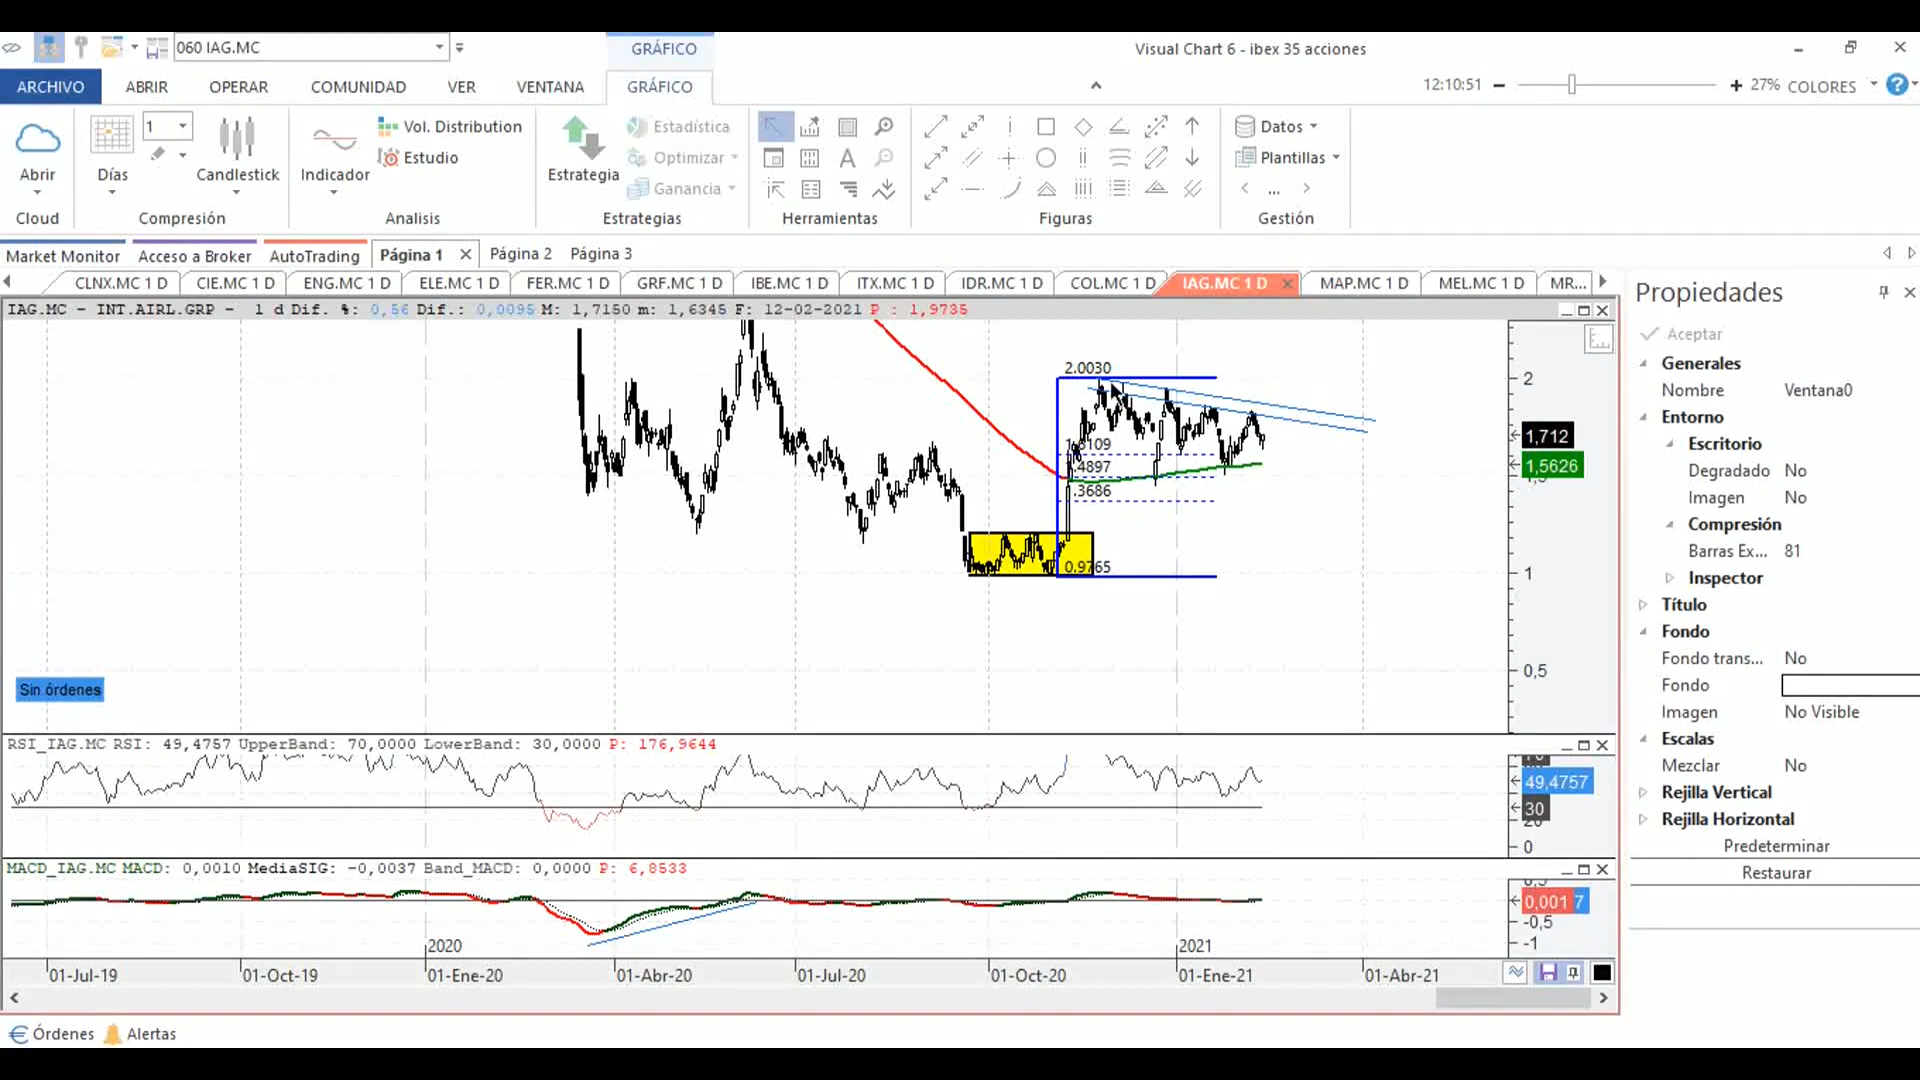 060 IAG.MC
GRÁFICO
Visual Chart 6 - ibex 35 acciones
ARCHIVO ABRIR OPERAR COMUNIDAD VER VENTANA GRÁFICO
12:10:51 27% COLORES
1
Vol. Distribution
Estudio
Abrir Días Candlestick Indicador
Estrategia
Estadística
Optimizar
Ganancia
Datos
Plantillas
...
Cloud Compresión Analisis Estrategias Herramientas Figuras Gestión
Market Monitor Acceso a Broker AutoTrading Página 1 Página 2 Página 3
CLNX.MC 1 D CIE.MC 1 D ENG.MC 1 D ELE.MC 1 D FER.MC 1 D GRF.MC 1 D IBE.MC 1 D ITX.MC 1 D IDR.MC 1 D COL.MC 1 D IAG.MC 1 D MAP.MC 1 D MEL.MC 1 D MR...
IAG.MC - INT.AIRL.GRP - 1 d Dif. %: 0,56 Dif.: 0,0095 M: 1,7150 m: 1,6345 F: 12-02-2021 P : 1,9735
2.0030
.4897
.3686
0.9765
2
1,712
1,5626
1
0,5
Sin órdenes
RSI_IAG.MC RSI: 49,4757 UpperBand: 70,0000 LowerBand: 30,0000 P: 176,9644
49,4757
30
0
MACD_IAG.MC MACD: 0,0010 MediaSIG: -0,0037 Band_MACD: 0,0000 P: 6,8533
0,001 7
-0,5
-1
2020 2021
01-Jul-19 01-Oct-19 01-Ene-20 01-Abr-20 01-Jul-20 01-Oct-20 01-Ene-21 01-Abr-21
Órdenes Alertas
Propiedades
Aceptar
Generales
Nombre Ventana0
Entorno
Escritorio
Degradado No
Imagen No
Compresión
Barras Ex... 81
Inspector
Título
Fondo
Fondo trans... No
Fondo
Imagen No Visible
Escalas
Mezclar No
Rejilla Vertical
Rejilla Horizontal
Predeterminar
Restaurar